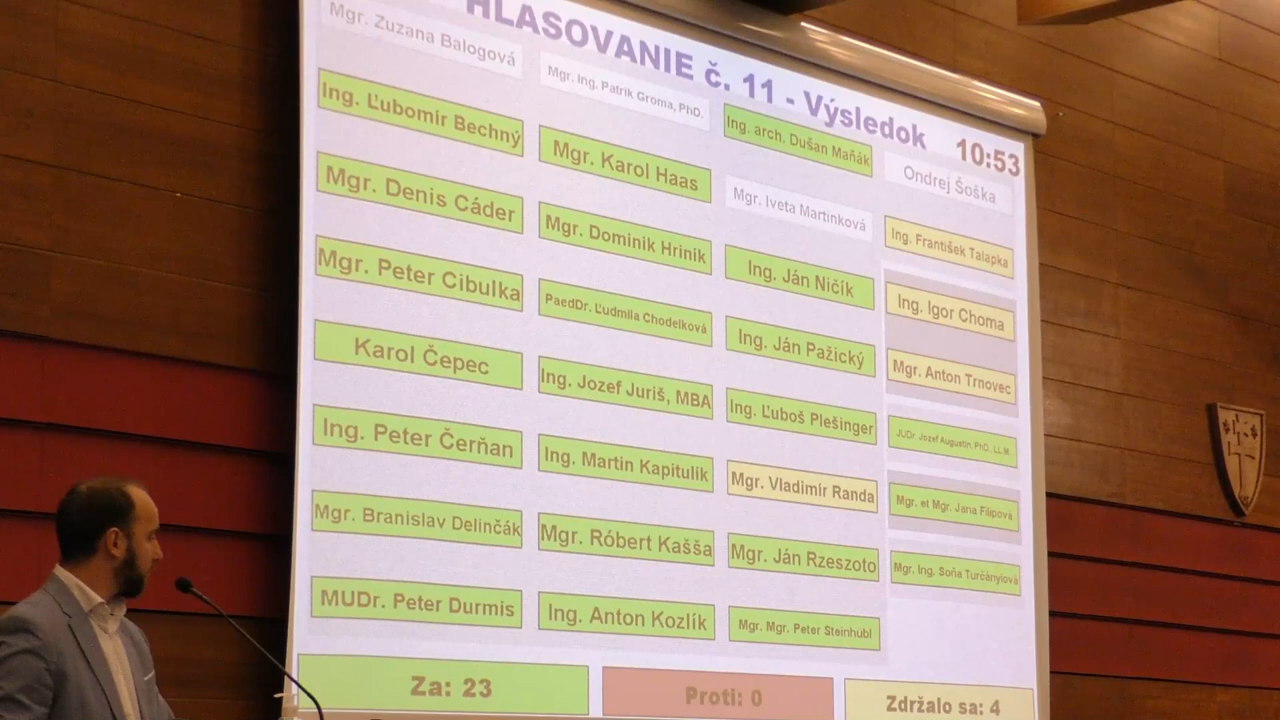 HLASOVANIE č. 11 - Výsledok
10:53
Mgr. Zuzana Balogová
Ing. Ľubomír Bechný
Mgr. Denis Cáder
Mgr. Peter Cibulka
Karol Čepec
Ing. Peter Čerňan
Mgr. Branislav Delinčák
MUDr. Peter Durmis
Mgr. Ing. Patrik Groma, PhD.
Mgr. Karol Haas
Mgr. Dominik Hriník
PaedDr. Ľudmila Chodelková
Ing. Jozef Juriš, MBA
Ing. Martin Kapitulík
Mgr. Róbert Kašša
Ing. Anton Kozlík
Ing. arch. Dušan Maňák
Mgr. Iveta Martinková
Ing. Ján Ničík
Ing. Ján Pažický
Ing. Ľuboš Plešinger
Mgr. Vladimír Randa
Mgr. Ján Rzeszoto
Mgr. Mgr. Peter Steinhübl
Ondrej Šoška
Ing. František Talapka
Ing. Igor Choma
Mgr. Anton Trnovec
JUDr. Jozef Augustín, PhD., LL.M.
Mgr. et Mgr. Jana Filipová
Mgr. Ing. Soňa Turčányiová
Za: 23
Proti: 0
Zdržalo sa: 4